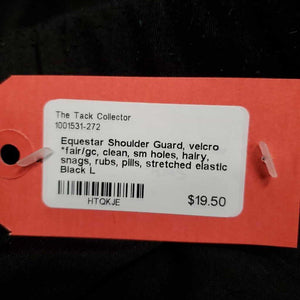 The Tack Collector
1001531-272
Equestar Shoulder Guard, velcro
*fair/gc, clean, sm holes, hairy,
snags, rubs, pills, stretched elastic
Black L
HTQKJE
$19.50